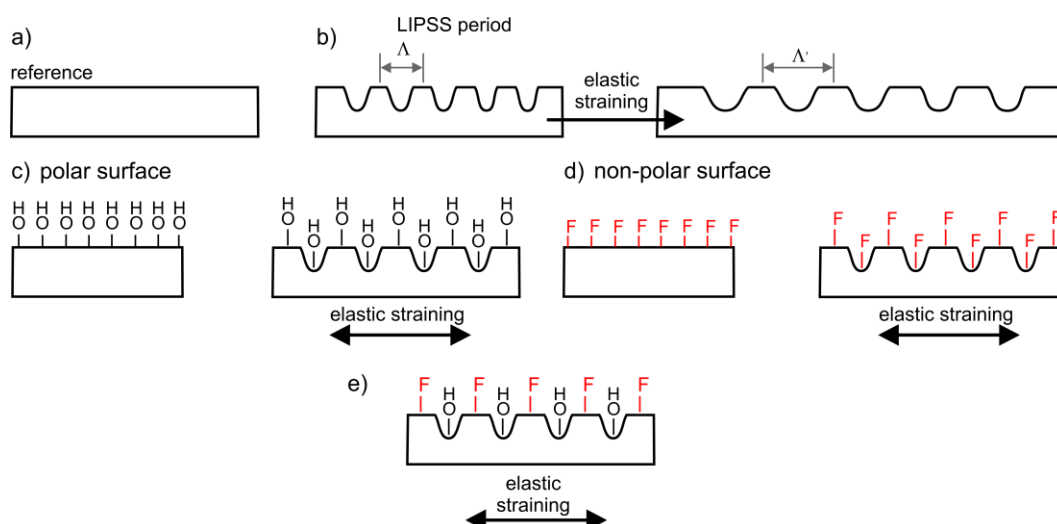 a)
reference
b)
LIPSS period
Λ
elastic
straining
Λ'
c) polar surface
H H H H H H H H
O O O O O O O O
H H H H H
O O O O O
H H H H
O O O O
elastic straining
d) non-polar surface
F F F F F F F F
F F F F F
F F F F
elastic straining
e)
F F F F F
H H H H
O O O O
elastic
straining